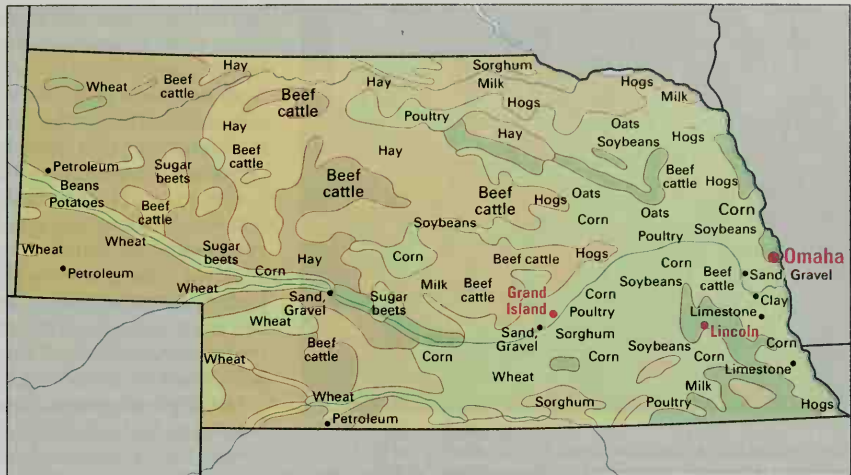 Sorghum
Hay
Hogs
Beef
cattle
Wheat
Hay
Milk
Milk
Beef
cattle
Hogs
Poultry
Oats
Hay
Hay
Soybeans
Hogs
Hay
Beef
cattle
Petroleum
Sugar
beets
Beef
cattle
Hogs
Beans
Beef
cattle
Potatoes
Beef
cattle
Hogs
Oats
Beef
cattle
Corn
Oats
Corn
Soybeans
Soybeans
Poultry
Wheat
Wheat
Sugar
beets
Hay
Corn
Beef cattle
Hogs
Omaha
Petroleum
Corn
Corn
Beef
cattle
Sand,
Gravel
Wheat
Sand,
Gravel
Sugar
beets
Milk
Beef
cattle
Grand
Island
Corn
Soybeans
Clay
Poultry
Limestone
Wheat
Sand,
Gravel
Sorghum
Lincoln
Beef
cattle
Soybeans
Corn
Wheat
Corn
Corn
Corn
Limestone
Wheat
Milk
Wheat
Sorghum
Poultry
Hogs
Petroleum